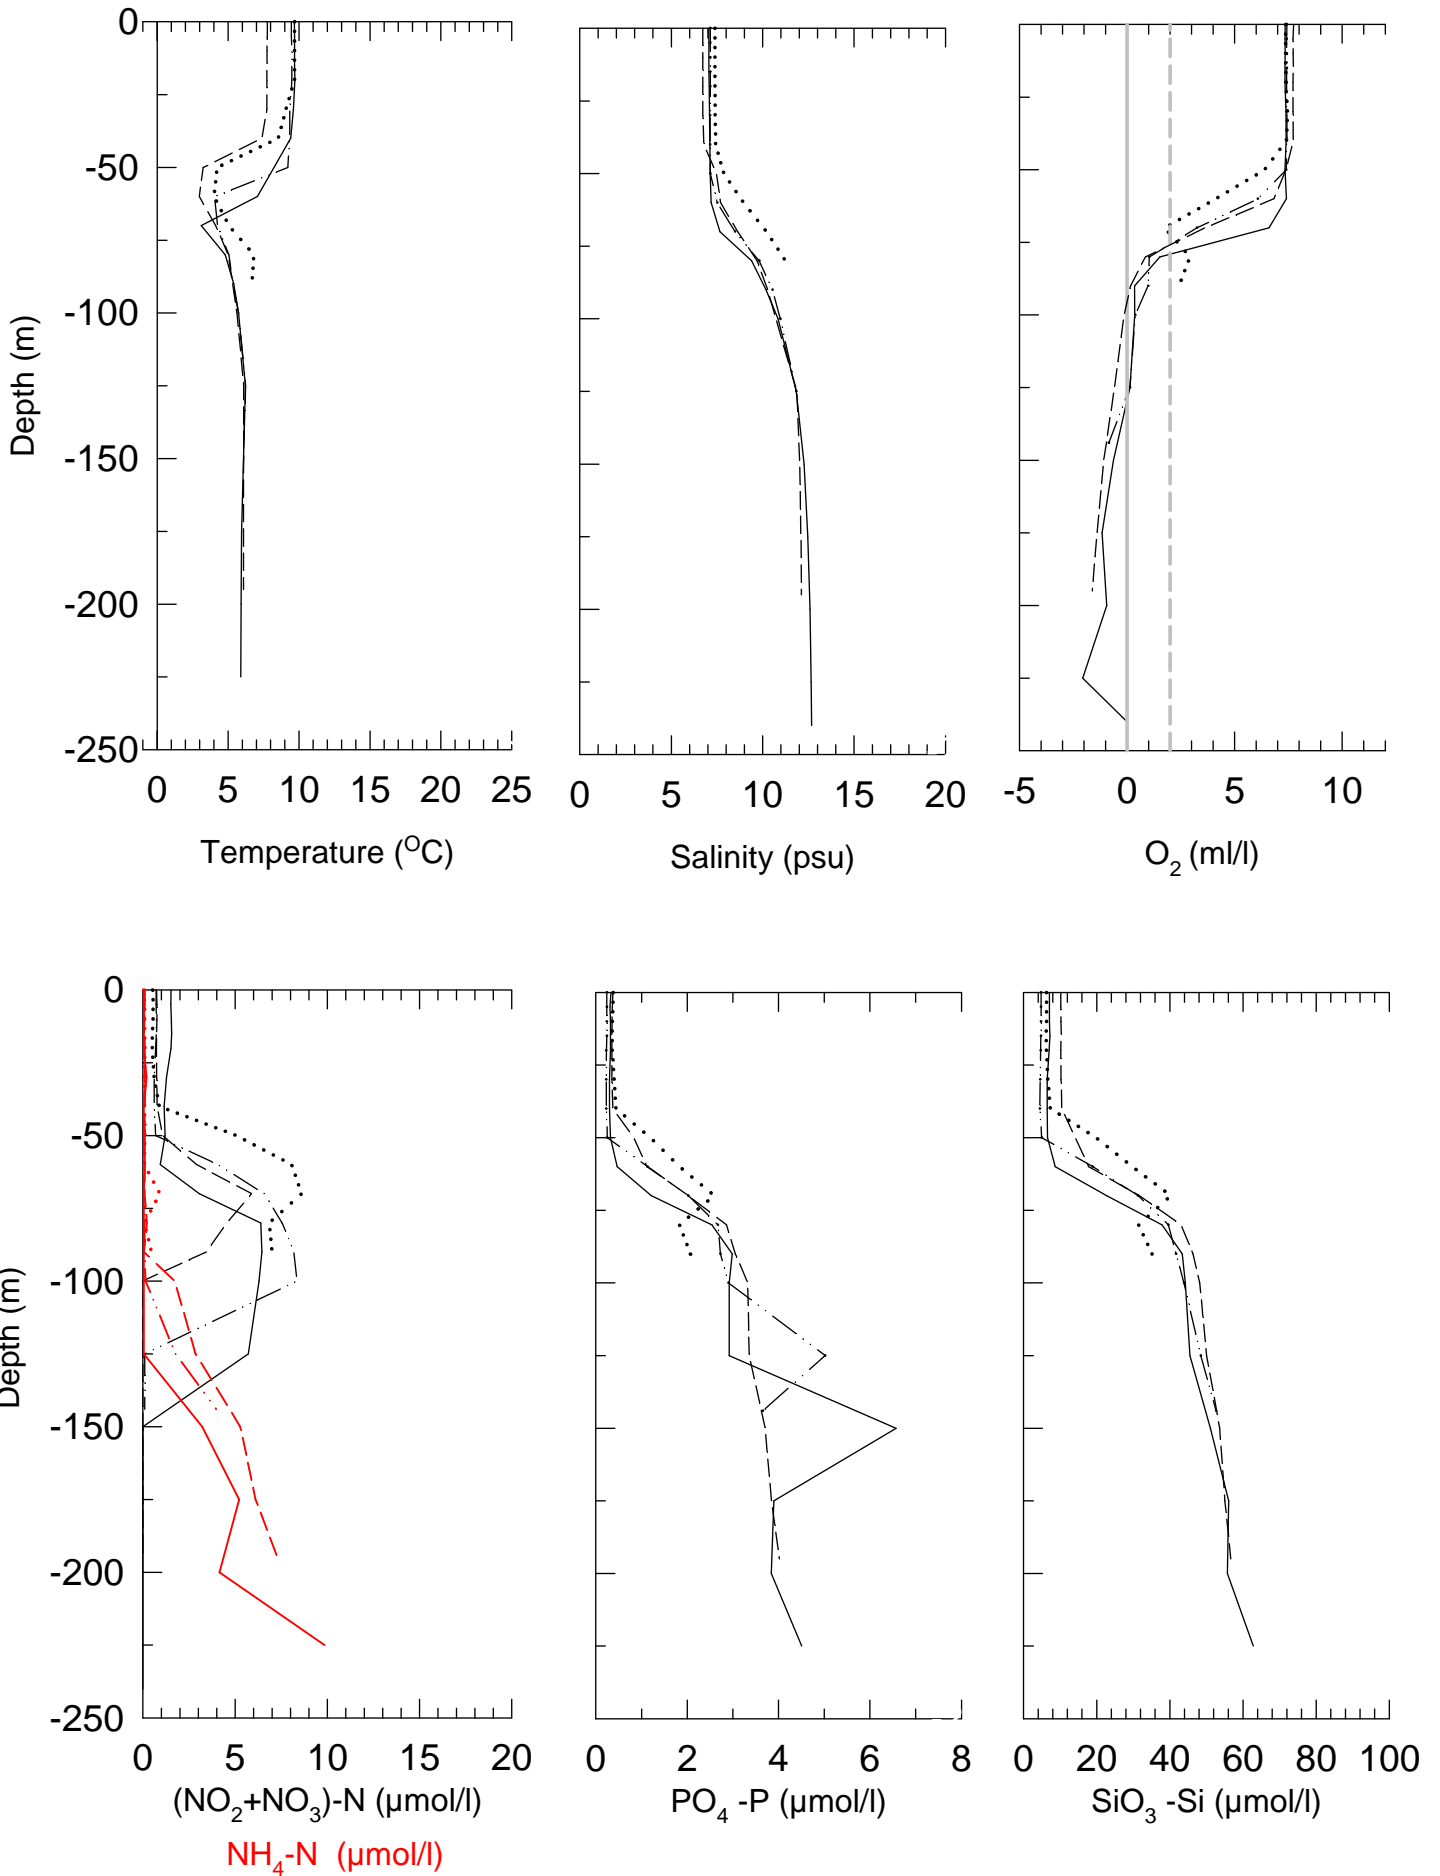 0
-50
-100
-150
-200
-250
Depth (m)
0 5 10 15 20 25
Temperature (°C)
0 5 10 15 20
Salinity (psu)
-5 0 5 10
O2 (ml/l)
0
-50
-100
-150
-200
-250
Depth (m)
0 5 10 15 20
(NO2+NO3)-N (µmol/l)
NH4-N (µmol/l)
0 2 4 6 8
PO4 -P (µmol/l)
0 20 40 60 80 100
SiO3 -Si (µmol/l)